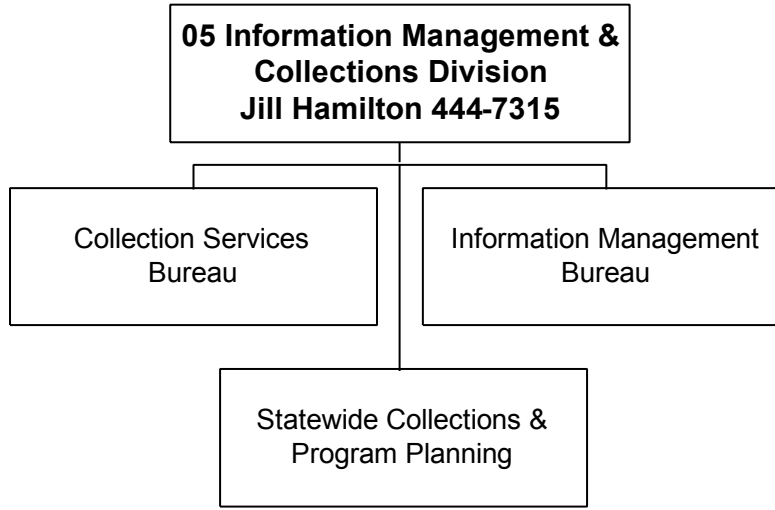 05 Information Management &
Collections Division
Jill Hamilton 444-7315
Collection Services
Bureau
Information Management
Bureau
Statewide Collections &
Program Planning